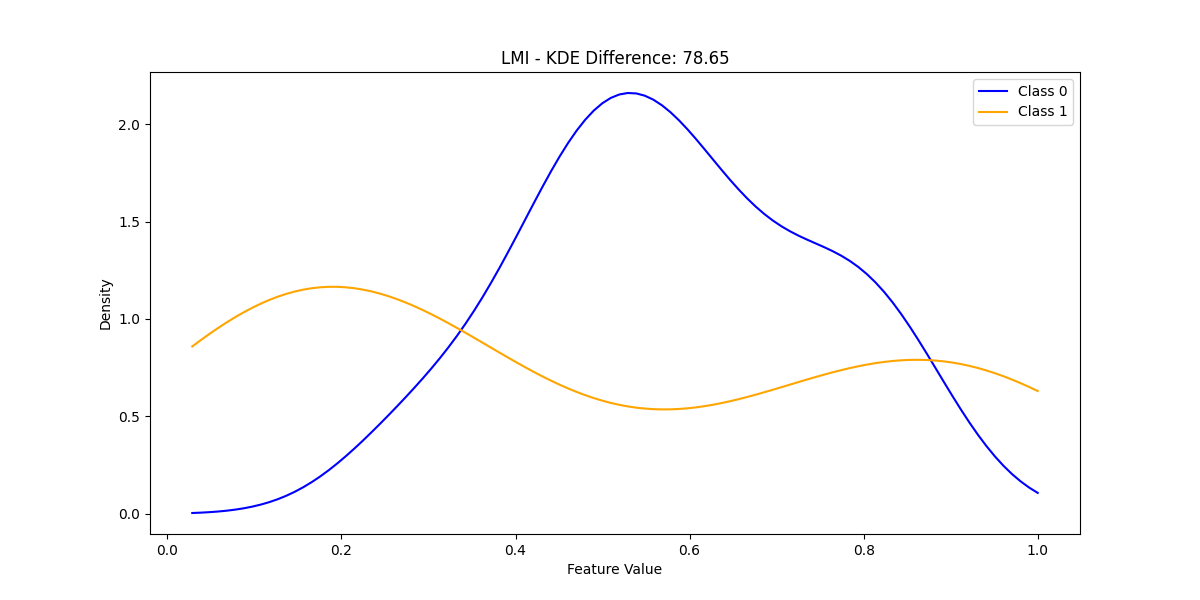 LMI - KDE Difference: 78.65
Class 0
Class 1
Density
2.0
1.5
1.0
0.5
0.0
0.0 0.2 0.4 0.6 0.8 1.0
Feature Value